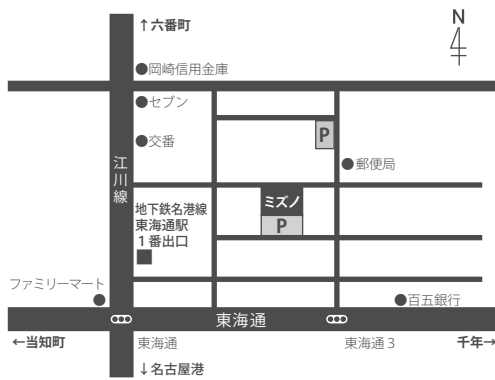 ↑六番町
N
●岡崎信用金庫
●セブン
P
●交番
●郵便局
江川線
ミズノ
地下鉄名港線
東海通駅
1番出口
P
ファミリーマート
●百五銀行
東海通
←当知町
東海通
東海通3
千年→
↓名古屋港